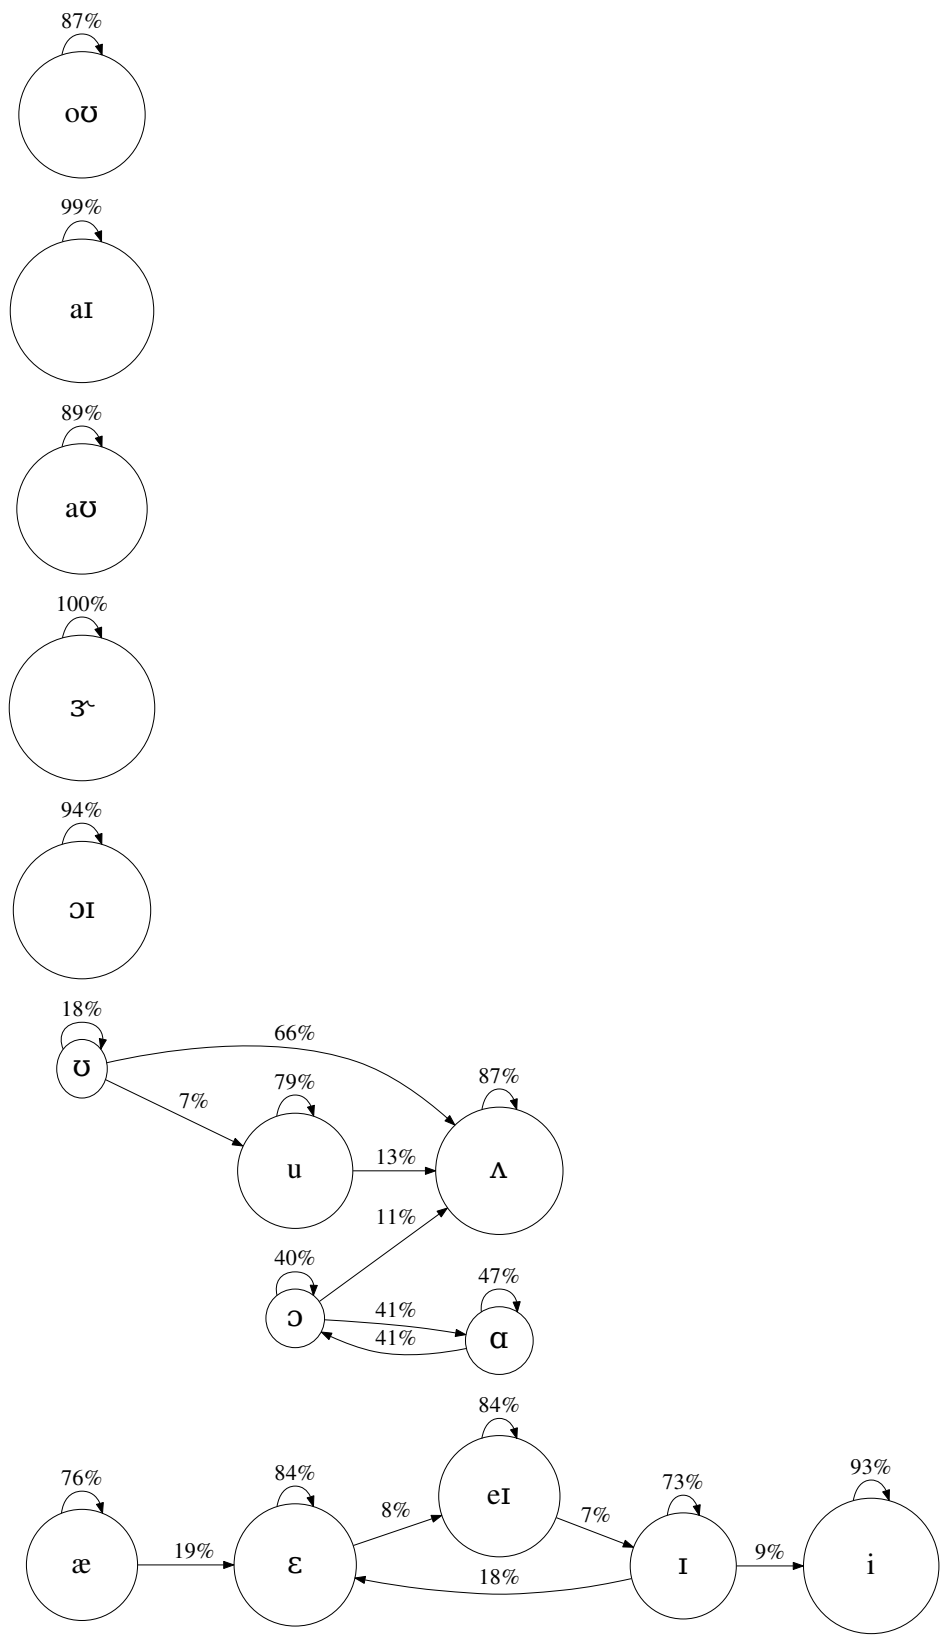 87%
oʊ
99%
aɪ
89%
aʊ
100%
ɝ
94%
ɔɪ
18%
ʊ
66%
7%
79%
u
13%
87%
ʌ
11%
40%
ɔ
41%
41%
47%
ɑ
84%
eɪ
76%
æ
19%
84%
ɛ
8%
7%
18%
73%
ɪ
9%
93%
i